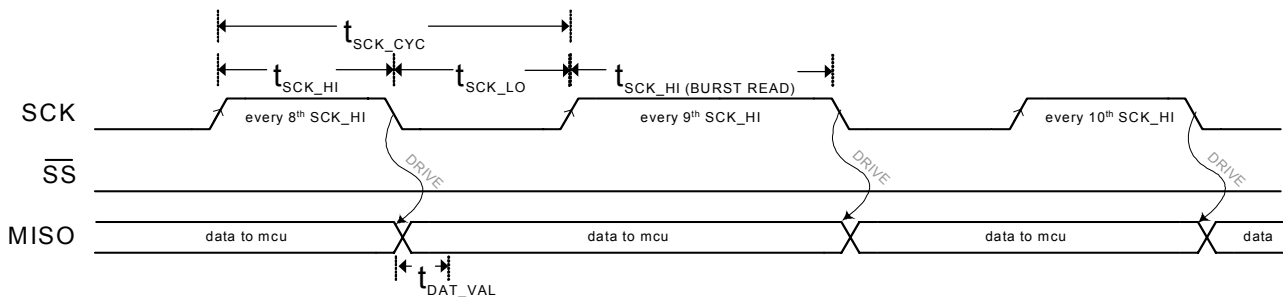 tSCK_CYC
tSCK_HI tSCK_LO tSCK_HI (BURST READ)
SCK every 8th SCK_HI every 9th SCK_HI every 10th SCK_HI
DRIVE DRIVE DRIVE
SS
MISO data to mcu data to mcu data to mcu data
tDAT_VAL